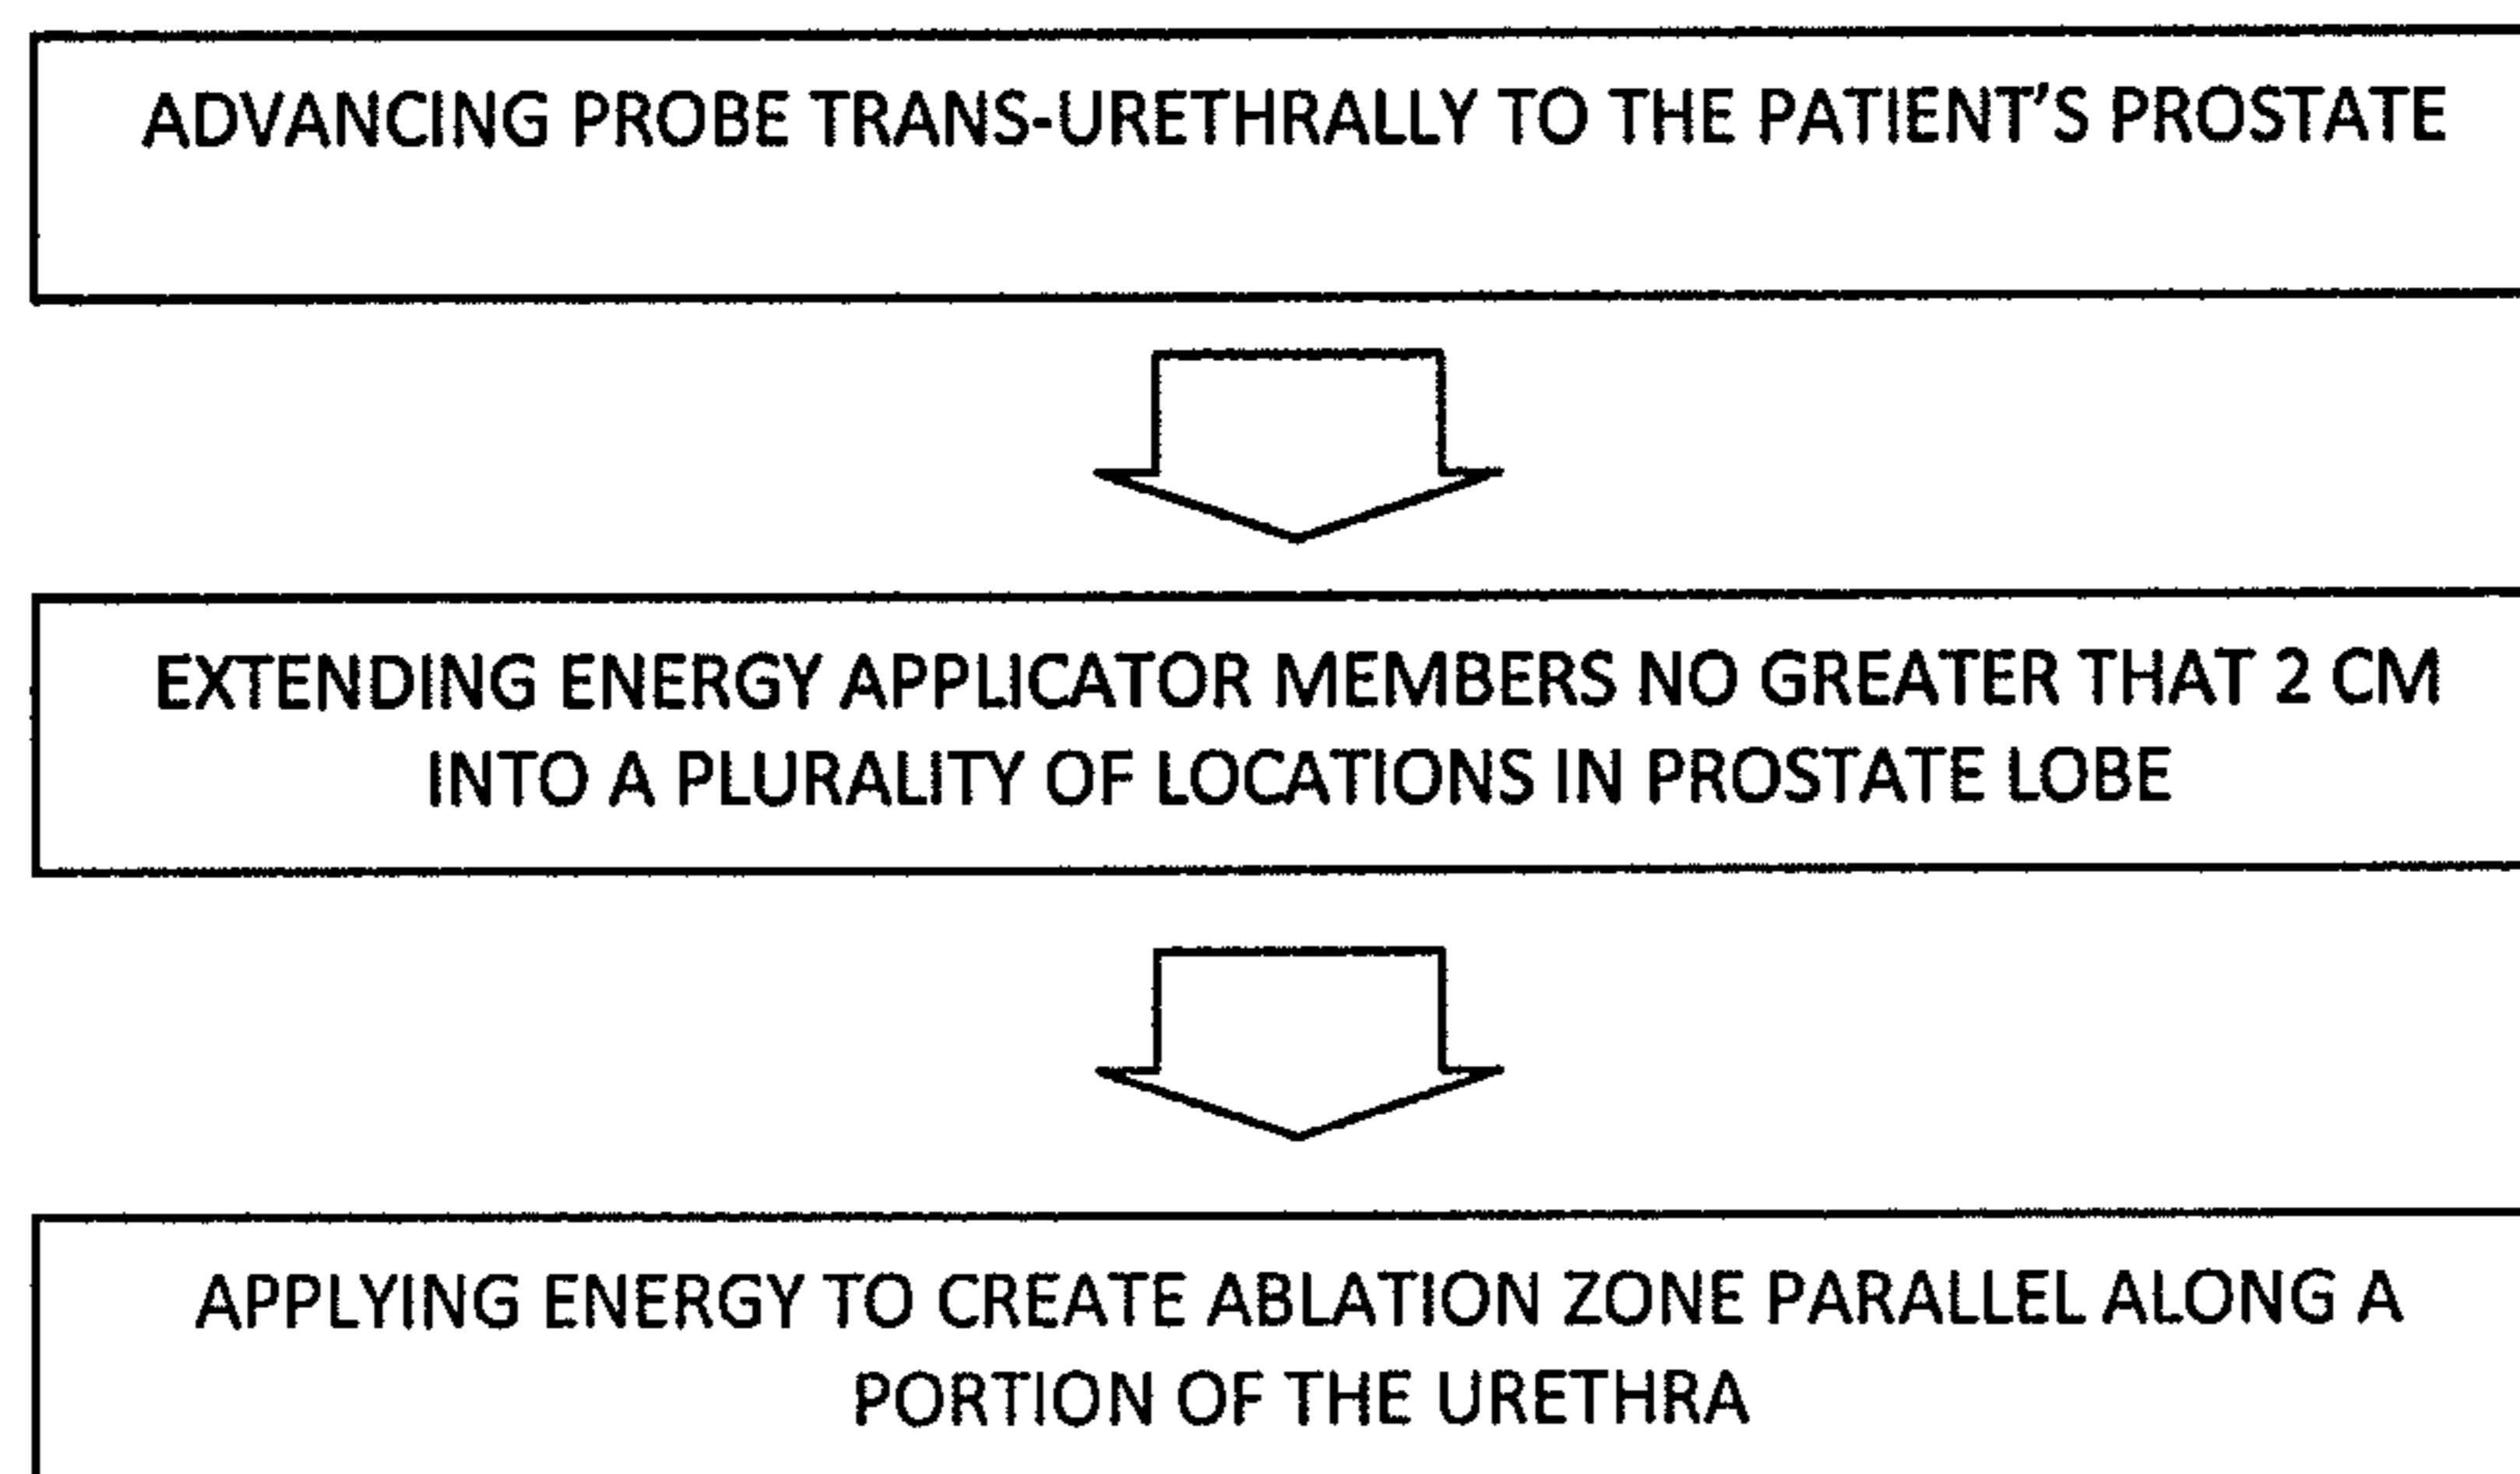 ADVANCING PROBE TRANS-URETHRALLY TO THE PATIENT'S PROSTATE
EXTENDING ENERGY APPLICATOR MEMBERS NO GREATER THAT 2 CM
INTO A PLURALITY OF LOCATIONS IN PROSTATE LOBE
APPLYING ENERGY TO CREATE ABLATION ZONE PARALLEL ALONG A
PORTION OF THE URETHRA